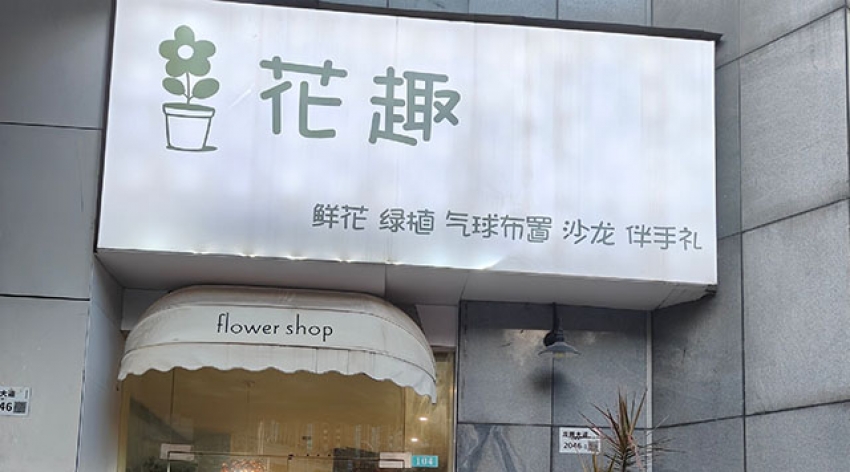 花趣
鲜花 绿植 气球布置 沙龙 伴手礼
flower shop
104
2046